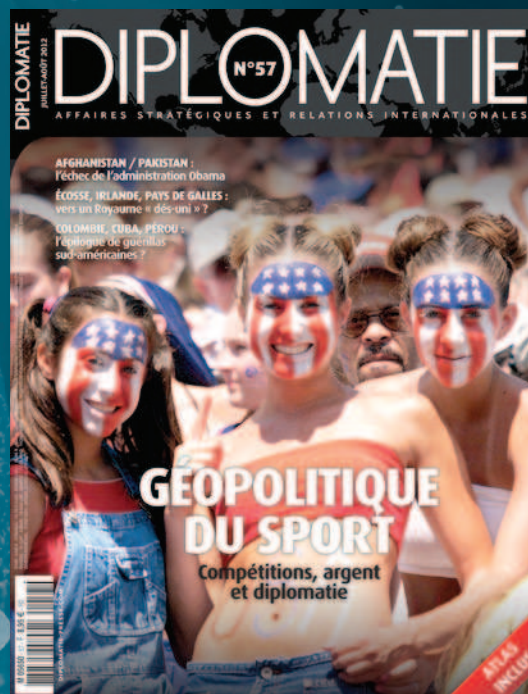 DIPLOMATIE
JUILLET-AOÛT 2012
DIPLOMATIE
N°57
AFFAIRES STRATÉGIQUES ET RELATIONS INTERNATIONALES
AFGHANISTAN / PAKISTAN :
l'échec de l'administration Obama
ÉCOSSE, IRLANDE, PAYS DE GALLES :
vers un Royaume « dés-uni » ?
COLOMBIE, CUBA, PÉROU :
l'épilogue de guérillas
sud-américaines ?
GÉOPOLITIQUE
DU SPORT
Compétitions, argent
et diplomatie
ATLAS